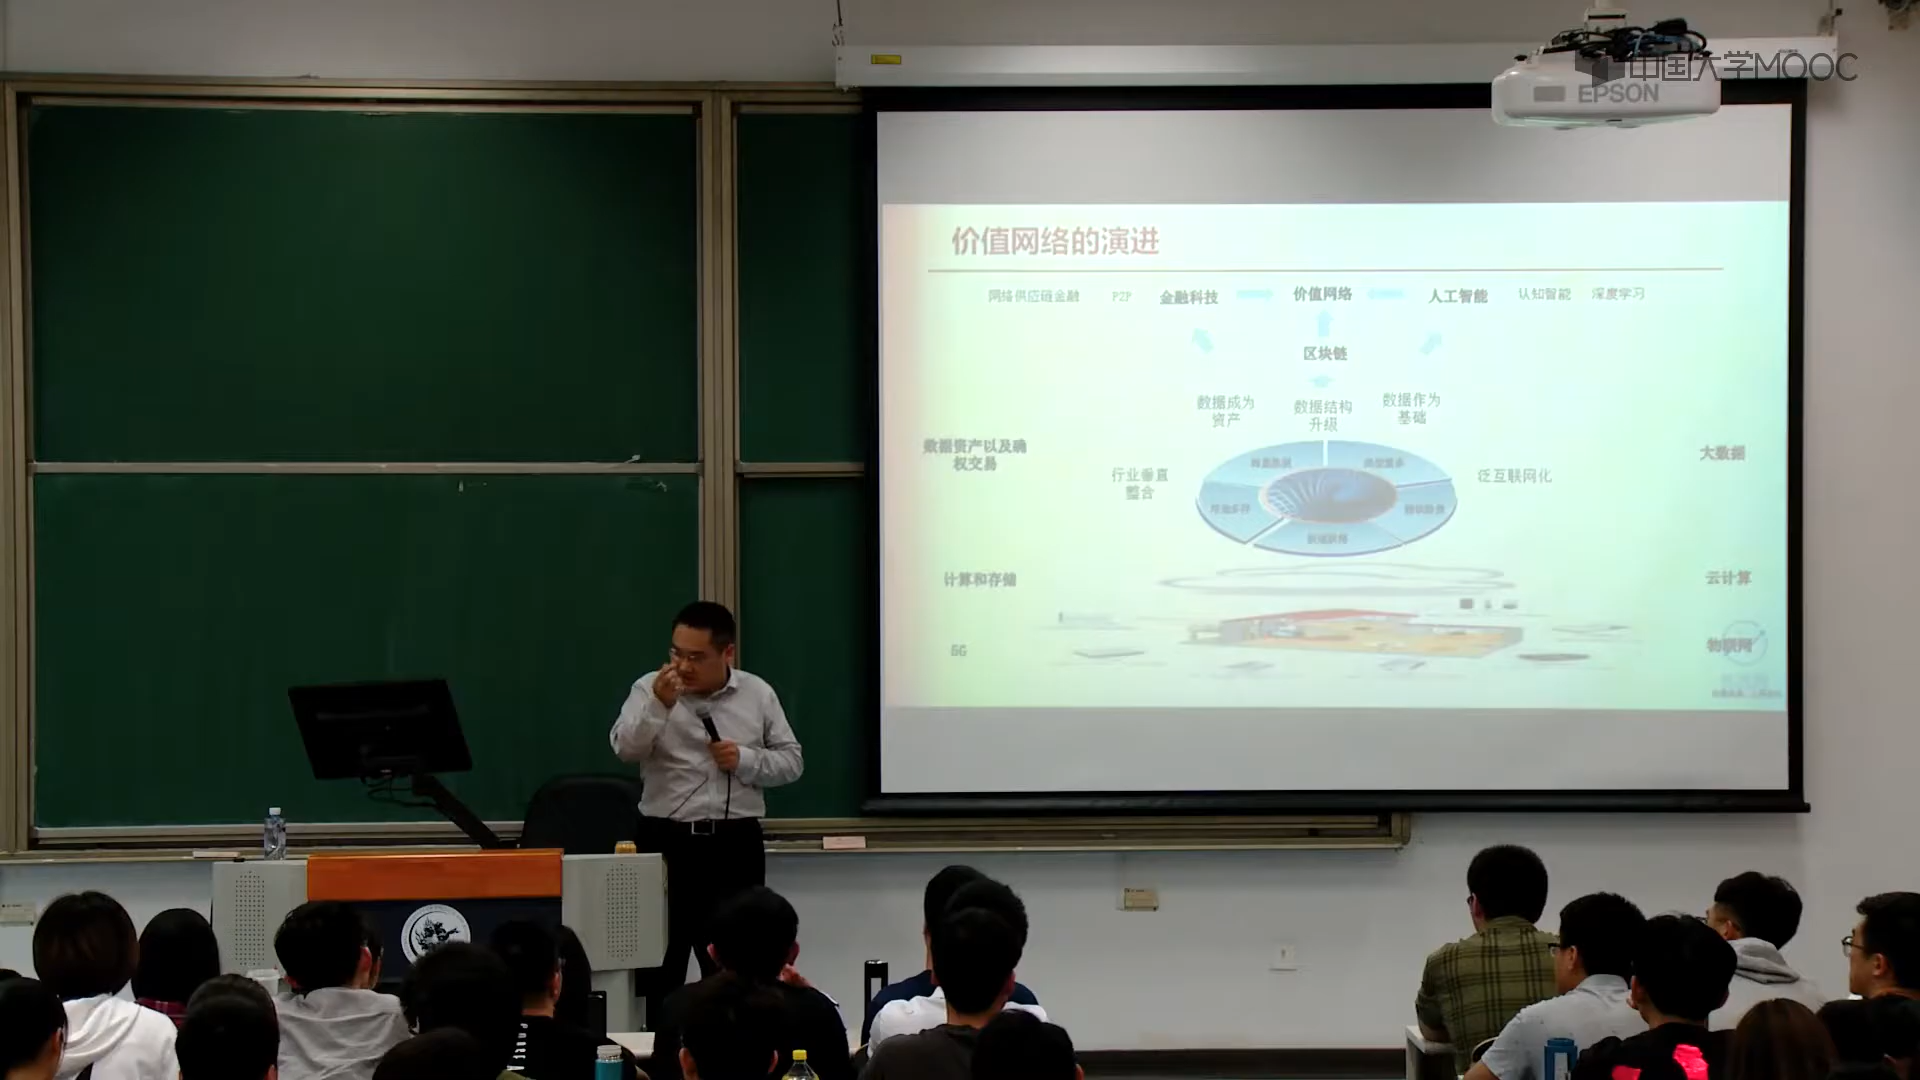 中国大学MOOC
EPSON
价值网络的演进
网络供应链金融 P2P 金融科技 价值网络 人工智能 认知智能 深度学习
区块链
数据成为
资产
数据结构
升级
数据作为
基础
数据资产以及确
权交易
行业垂直
整合
泛互联网化
大数据
计算和存储
云计算
物联网